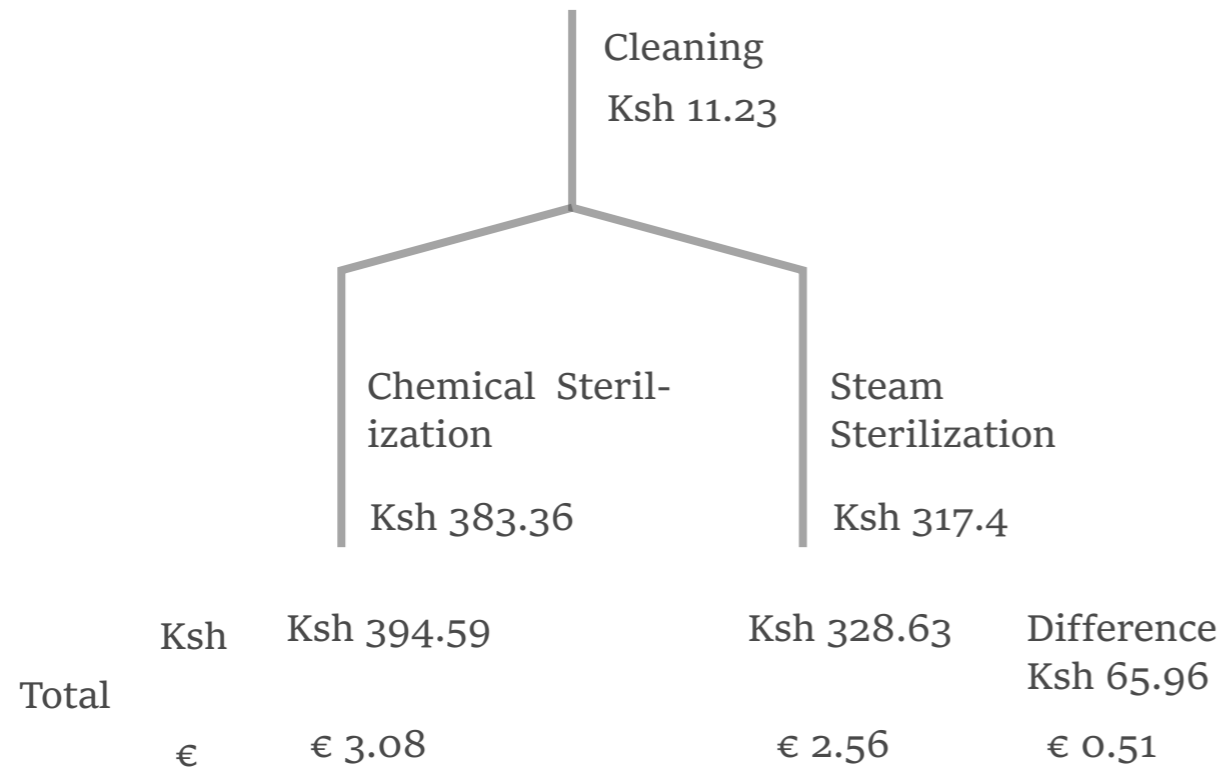 Cleaning
Ksh 11.23
Chemical Steril-
ization
Ksh 383.36
Steam
Sterilization
Ksh 317.4
Total
Ksh
Ksh 394.59
Ksh 328.63
Difference
Ksh 65.96
€
€ 3.08
€ 2.56
€ 0.51